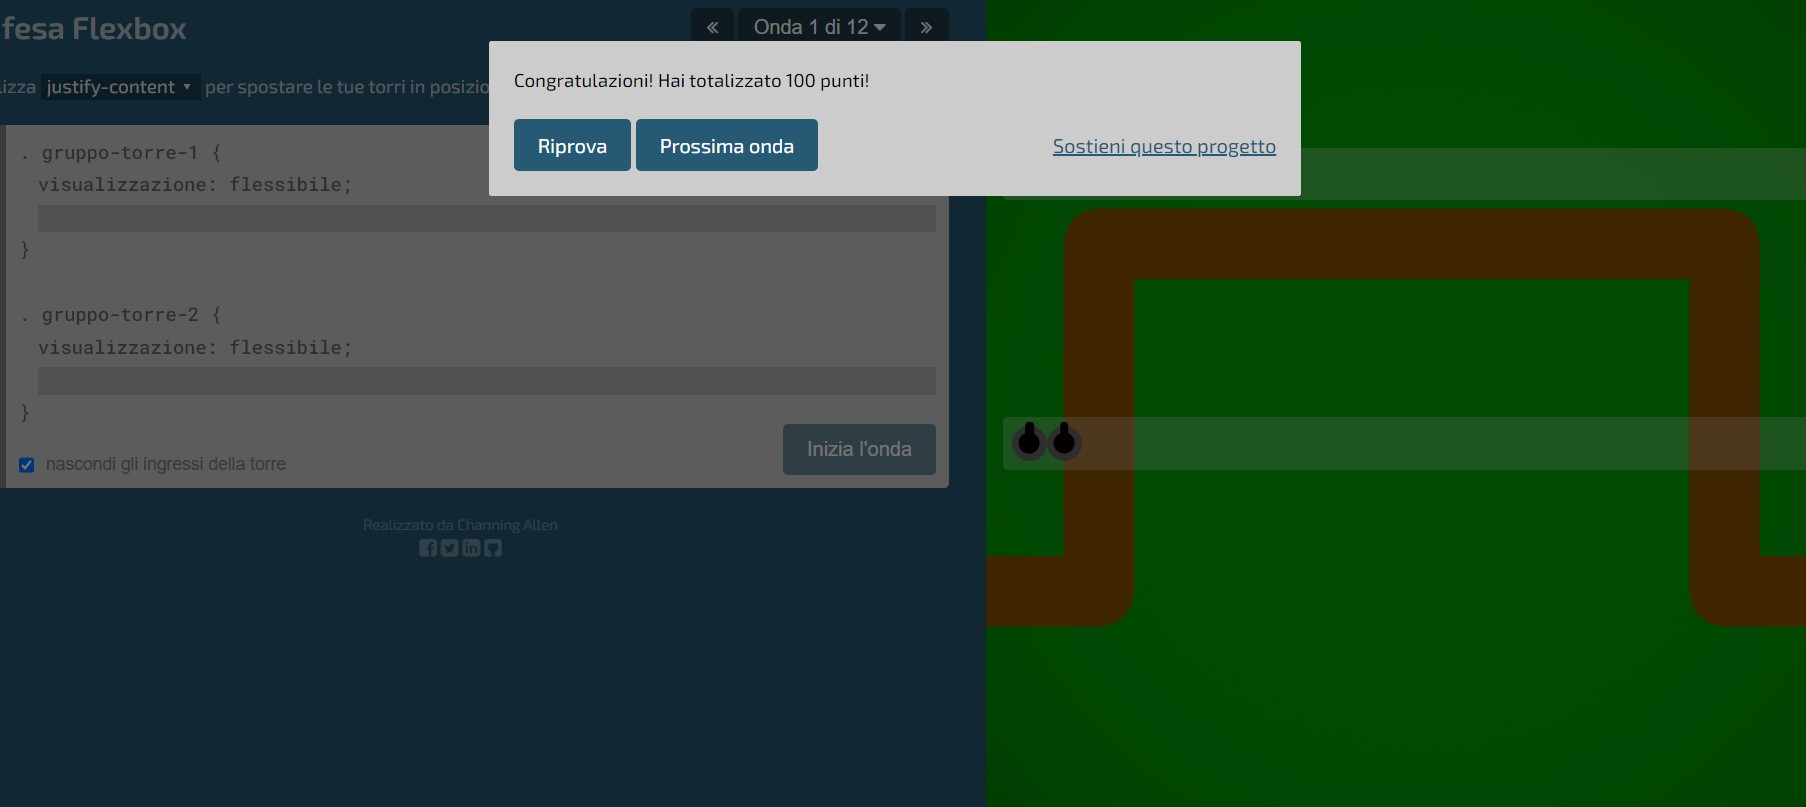 fesa Flexbox
« Onda 1 di 12 »
lizza justify-content per spostare le tue torri in posizio
Congratulazioni! Hai totalizzato 100 punti!
Riprova Prossima onda Sostieni questo progetto
. gruppo-torre-1 {
visualizzazione: flessibile;
}
. gruppo-torre-2 {
visualizzazione: flessibile;
}
nascondi gli ingressi della torre
Inizia l'onda
Realizzato da Channing Allen